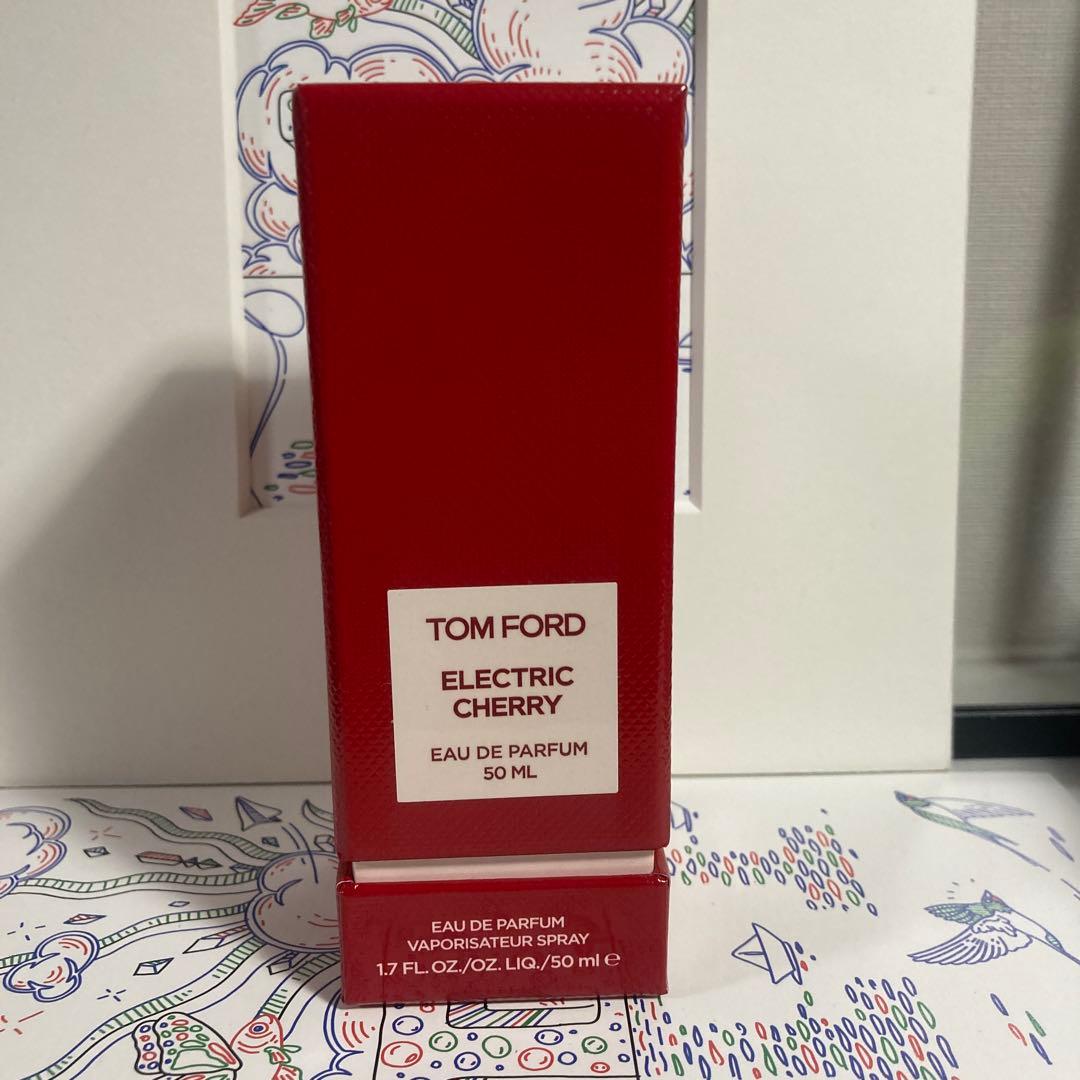 TOM FORD
ELECTRIC
CHERRY
EAU DE PARFUM
50 ML
EAU DE PARFUM
VAPORISATEUR SPRAY
1.7 FL. OZ./OZ. LIQ./50 ml ℮